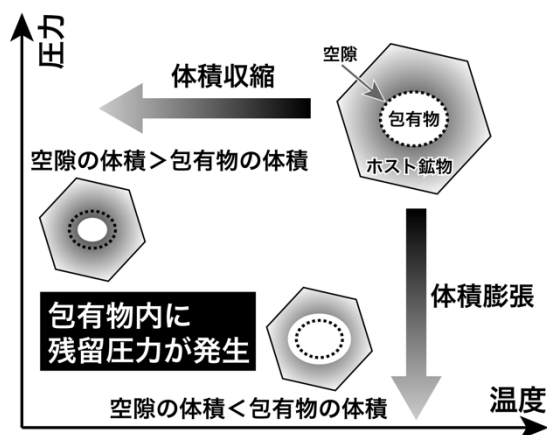 圧力
体積収縮
空隙
包有物
ホスト鉱物
空隙の体積＞包有物の体積
体積膨張
包有物内に
残留圧力が発生
空隙の体積＜包有物の体積
温度